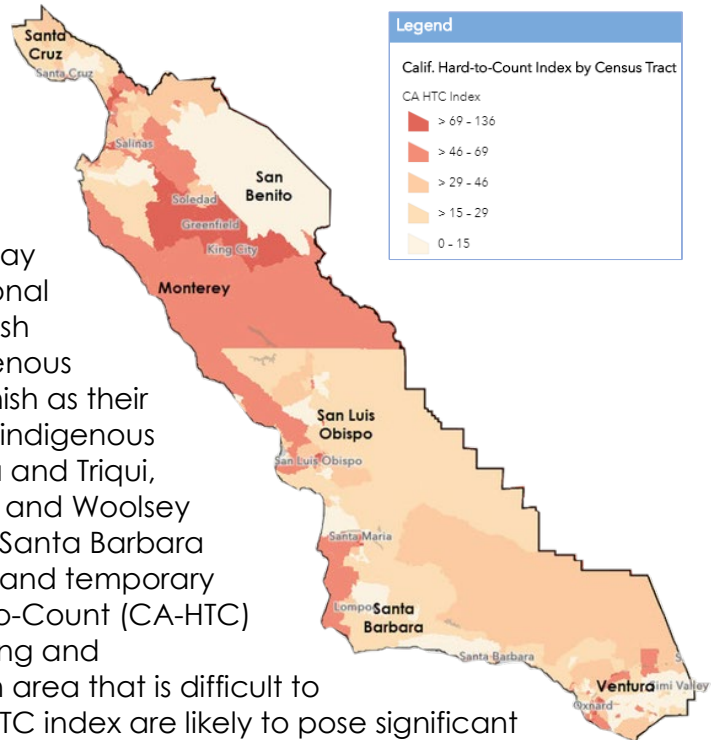 Legend
Calif. Hard-to-Count Index by Census Tract
CA HTC Index
> 69 - 136
> 46 - 69
> 29 - 46
> 15 - 29
0 - 15
Santa
Cruz
Santa Cruz
Salinas
San
Benito
Soledad
Greenfield
King City
Monterey
San Luis
Obispo
San Luis Obispo
Santa Maria
Santa
Barbara
Santa Barbara
Ventura
Simi Valley
Oxnard
ay
onal
sh
enous
nish as their
indigenous
and Triqui,
and Woolsey
Santa Barbara
and temporary
o-Count (CA-HTC)
ng and
area that is difficult to
HTC index are likely to pose significant